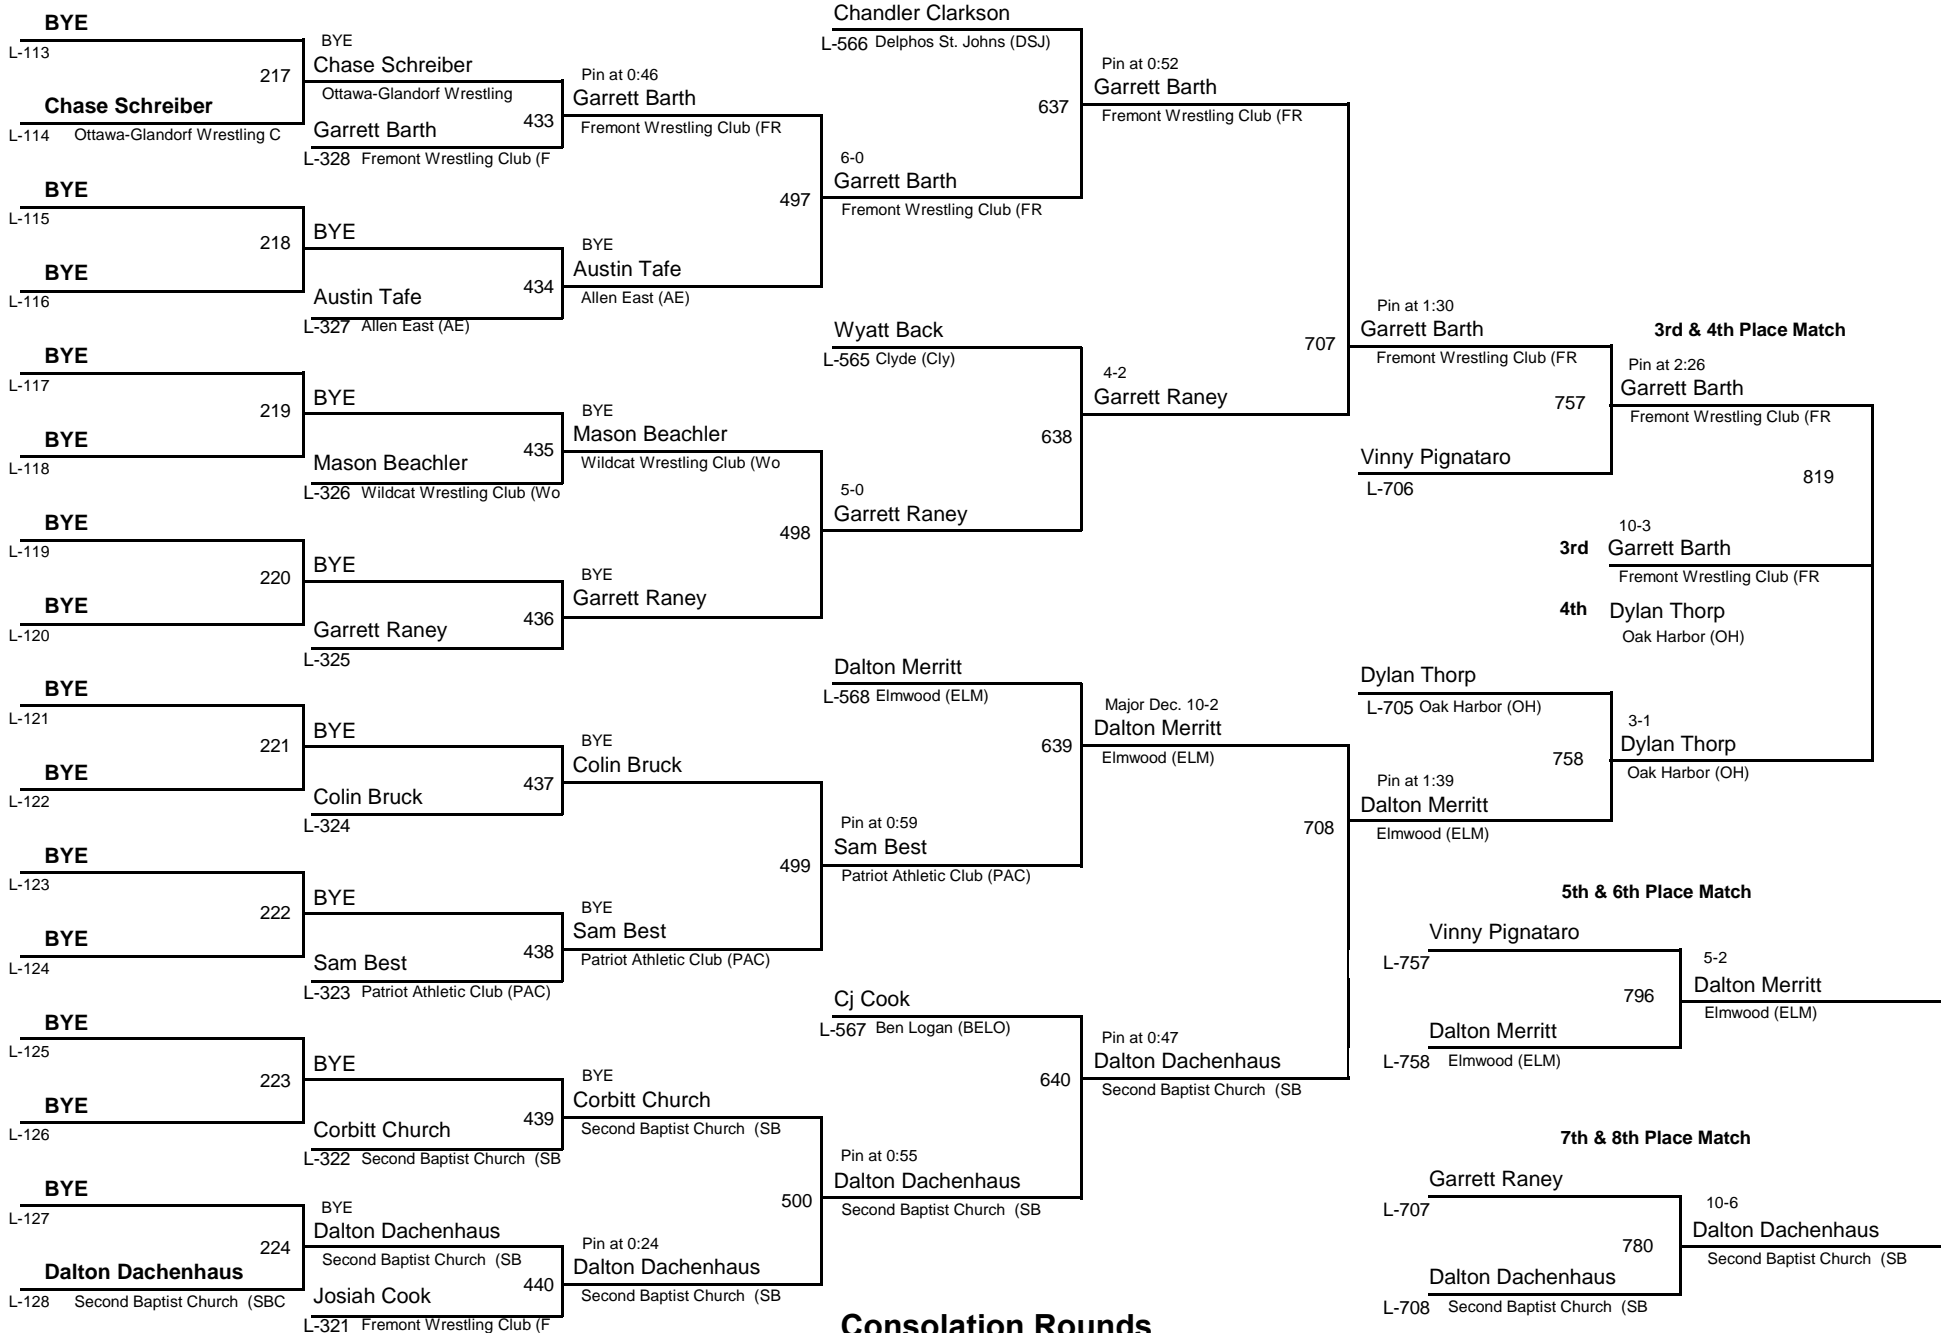 BYE
L-113
217
Chase Schreiber
L-114 Ottawa-Glandorf Wrestling C
BYE
L-115
218
BYE
L-116
BYE
L-117
219
BYE
L-118
BYE
L-119
220
BYE
L-120
BYE
L-121
221
BYE
L-122
BYE
L-123
222
BYE
L-124
BYE
L-125
223
BYE
L-126
BYE
L-127
224
Dalton Dachenhaus
L-128 Second Baptist Church (SBC
BYE
Chase Schreiber
Ottawa-Glandorf Wrestling
433
Garrett Barth
L-328 Fremont Wrestling Club (F
BYE
434
Austin Tafe
L-327 Allen East (AE)
BYE
435
Mason Beachler
L-326 Wildcat Wrestling Club (Wo
BYE
436
Garrett Raney
L-325
BYE
437
Colin Bruck
L-324
BYE
438
Sam Best
L-323 Patriot Athletic Club (PAC)
BYE
439
Corbitt Church
L-322 Second Baptist Church (SB
BYE
Dalton Dachenhaus
Second Baptist Church (SB
440
Josiah Cook
L-321 Fremont Wrestling Club (F
Pin at 0:46
Garrett Barth
Fremont Wrestling Club (FR
497
BYE
Austin Tafe
Allen East (AE)
BYE
Mason Beachler
Wildcat Wrestling Club (Wo
498
BYE
Garrett Raney
BYE
Colin Bruck
499
BYE
Sam Best
Patriot Athletic Club (PAC)
BYE
Corbitt Church
Second Baptist Church (SB
500
Pin at 0:24
Dalton Dachenhaus
Second Baptist Church (SB
Chandler Clarkson
L-566 Delphos St. Johns (DSJ)
637
6-0
Garrett Barth
Fremont Wrestling Club (FR
Wyatt Back
L-565 Clyde (Cly)
638
5-0
Garrett Raney
Dalton Merritt
L-568 Elmwood (ELM)
639
Pin at 0:59
Sam Best
Patriot Athletic Club (PAC)
Cj Cook
L-567 Ben Logan (BELO)
640
Pin at 0:55
Dalton Dachenhaus
Second Baptist Church (SB
Pin at 0:52
Garrett Barth
Fremont Wrestling Club (FR
707
4-2
Garrett Raney
Major Dec. 10-2
Dalton Merritt
Elmwood (ELM)
708
Pin at 0:47
Dalton Dachenhaus
Second Baptist Church (SB
Pin at 1:30
Garrett Barth
Fremont Wrestling Club (FR
757
Vinny Pignataro
L-706
3rd & 4th Place Match
Pin at 2:26
Garrett Barth
Fremont Wrestling Club (FR
819
10-3
3rd Garrett Barth
Fremont Wrestling Club (FR
4th Dylan Thorp
Oak Harbor (OH)
Dylan Thorp
L-705 Oak Harbor (OH)
758
Pin at 1:39
Dalton Merritt
Elmwood (ELM)
3-1
Dylan Thorp
Oak Harbor (OH)
5th & 6th Place Match
Vinny Pignataro
L-757
796
Dalton Merritt
L-758 Elmwood (ELM)
5-2
Dalton Merritt
Elmwood (ELM)
7th & 8th Place Match
Garrett Raney
L-707
780
Dalton Dachenhaus
L-708 Second Baptist Church (SB
10-6
Dalton Dachenhaus
Second Baptist Church (SB
Consolation Rounds